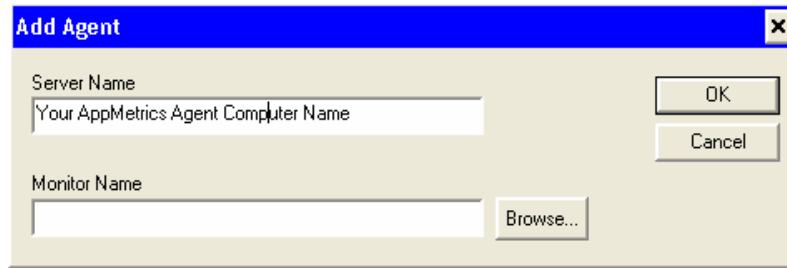 Add Agent
Server Name
Your AppMetrics Agent Computer Name
OK
Cancel
Monitor Name
Browse...